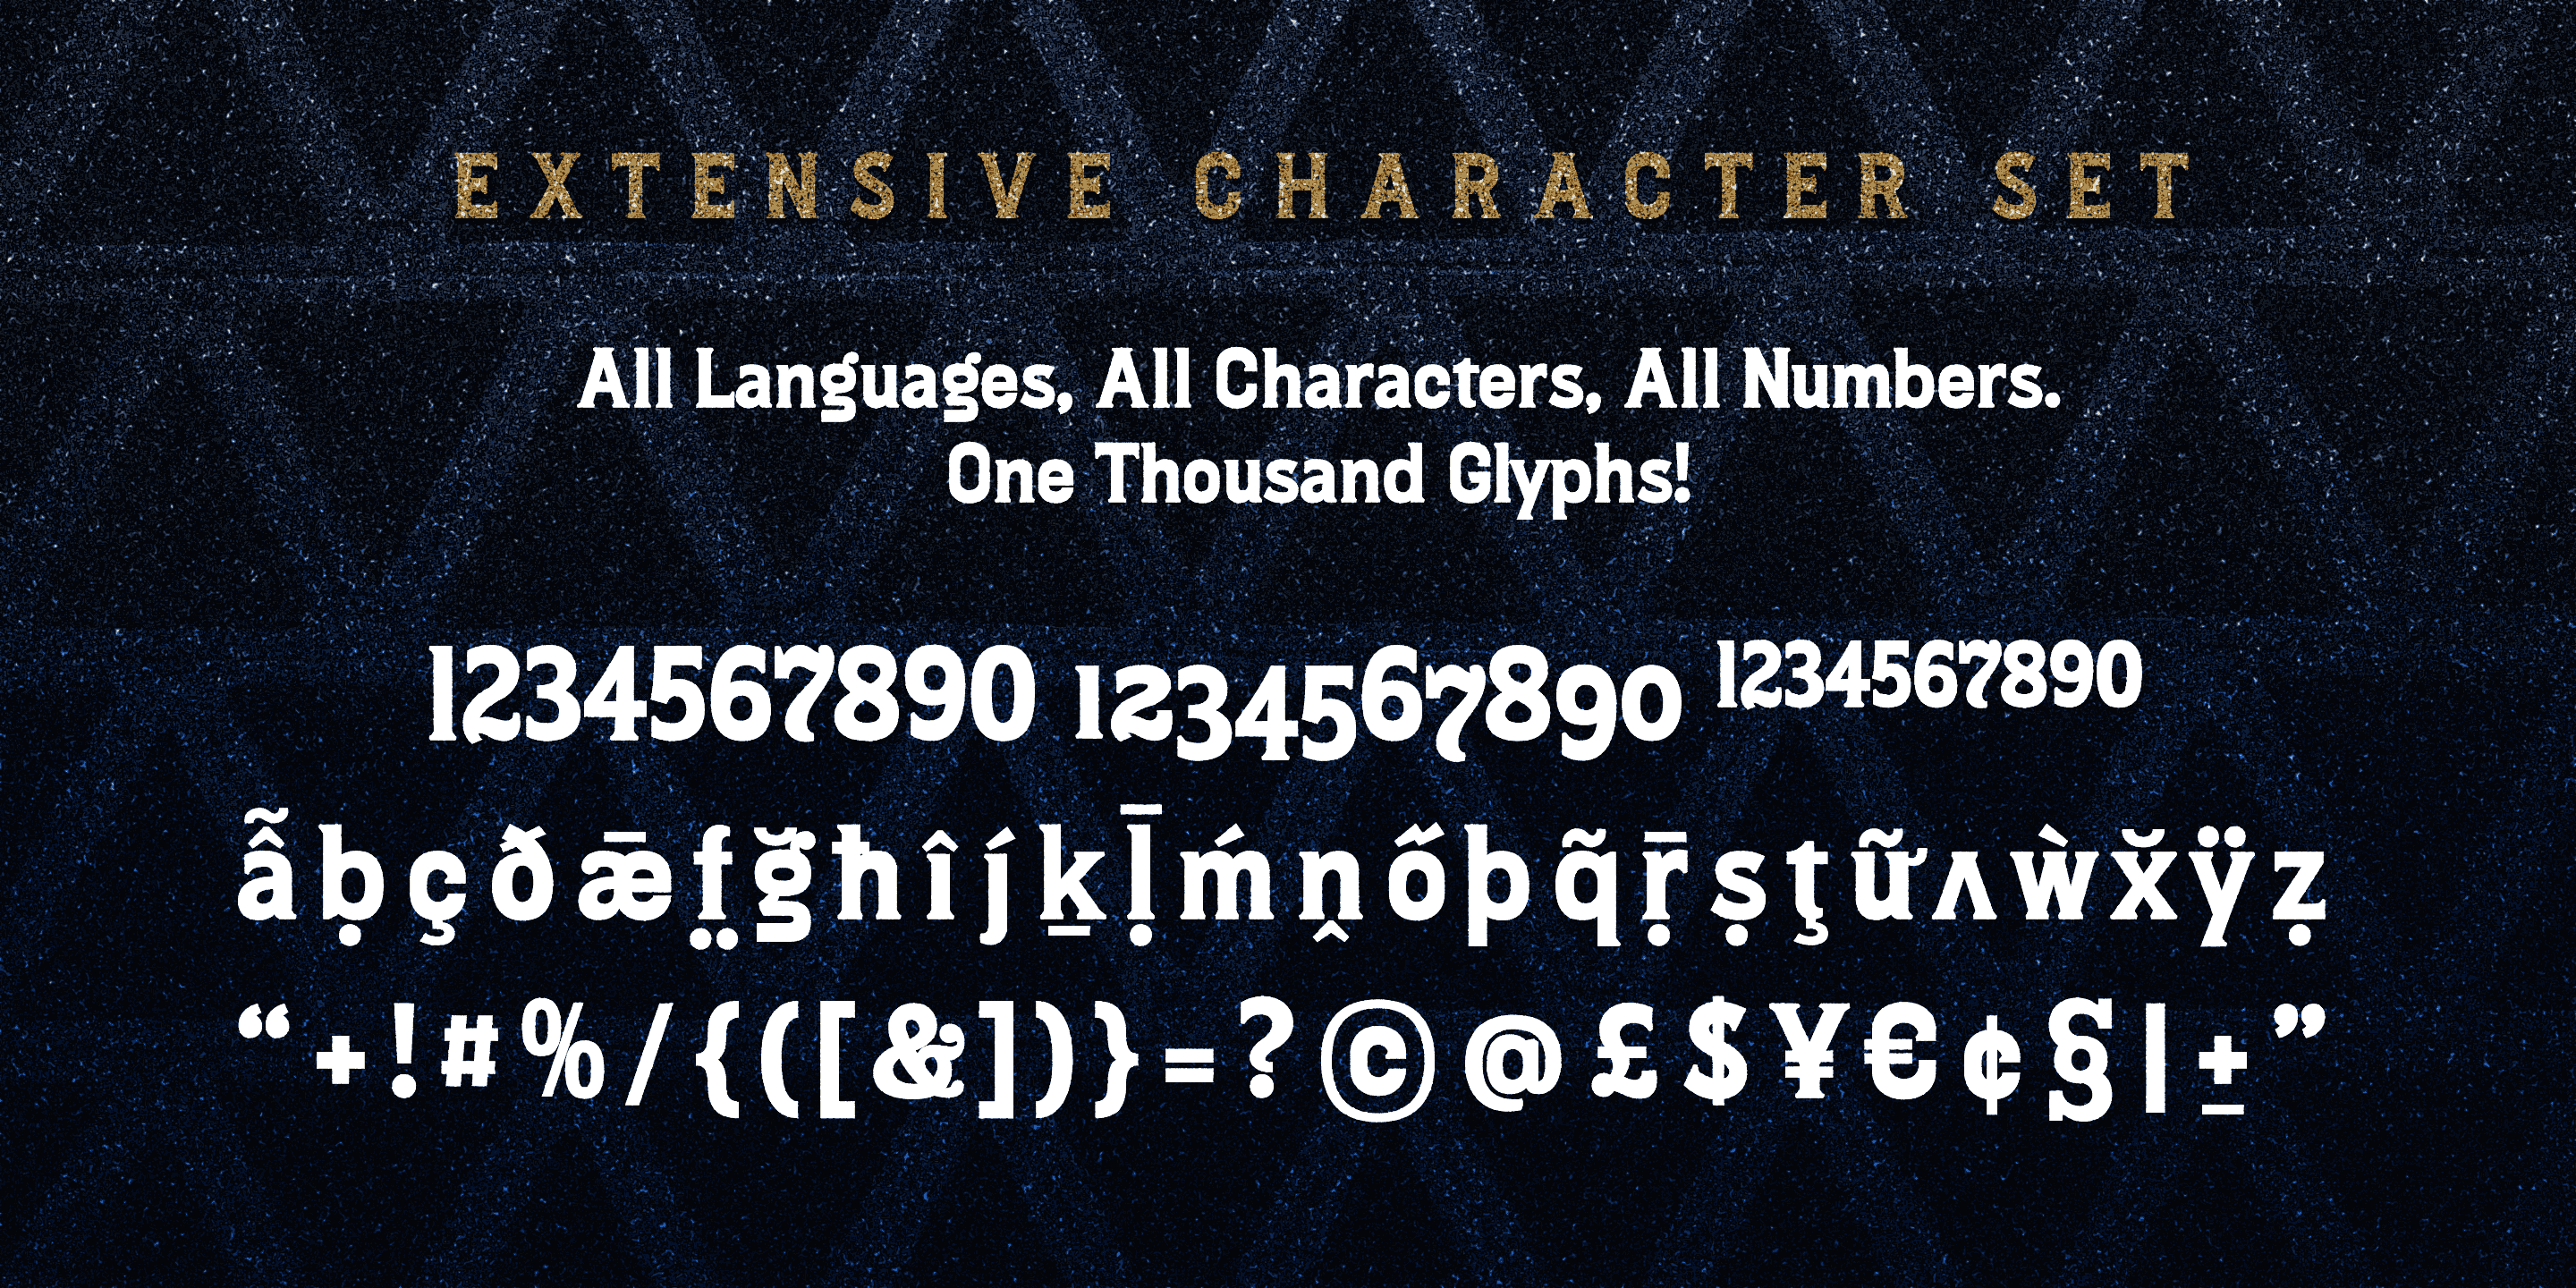 EXTENSIVE CHARACTER SET
All Languages, All Characters, All Numbers.
One Thousand Glyphs!
1234567890 1234567890 1234567890
ẫ ḅ ç ð ǣ f̤ ğ ħ î ȷ́ ḵ ḹ ḿ ṋ ő þ q̃ ṝ ṣ ţ ữ ʌ ẁ x̆ ÿ ẓ
“ + ! # % / { ( [ & ] ) } = ? © @ £ $ ¥ € ¢ § | ± ”